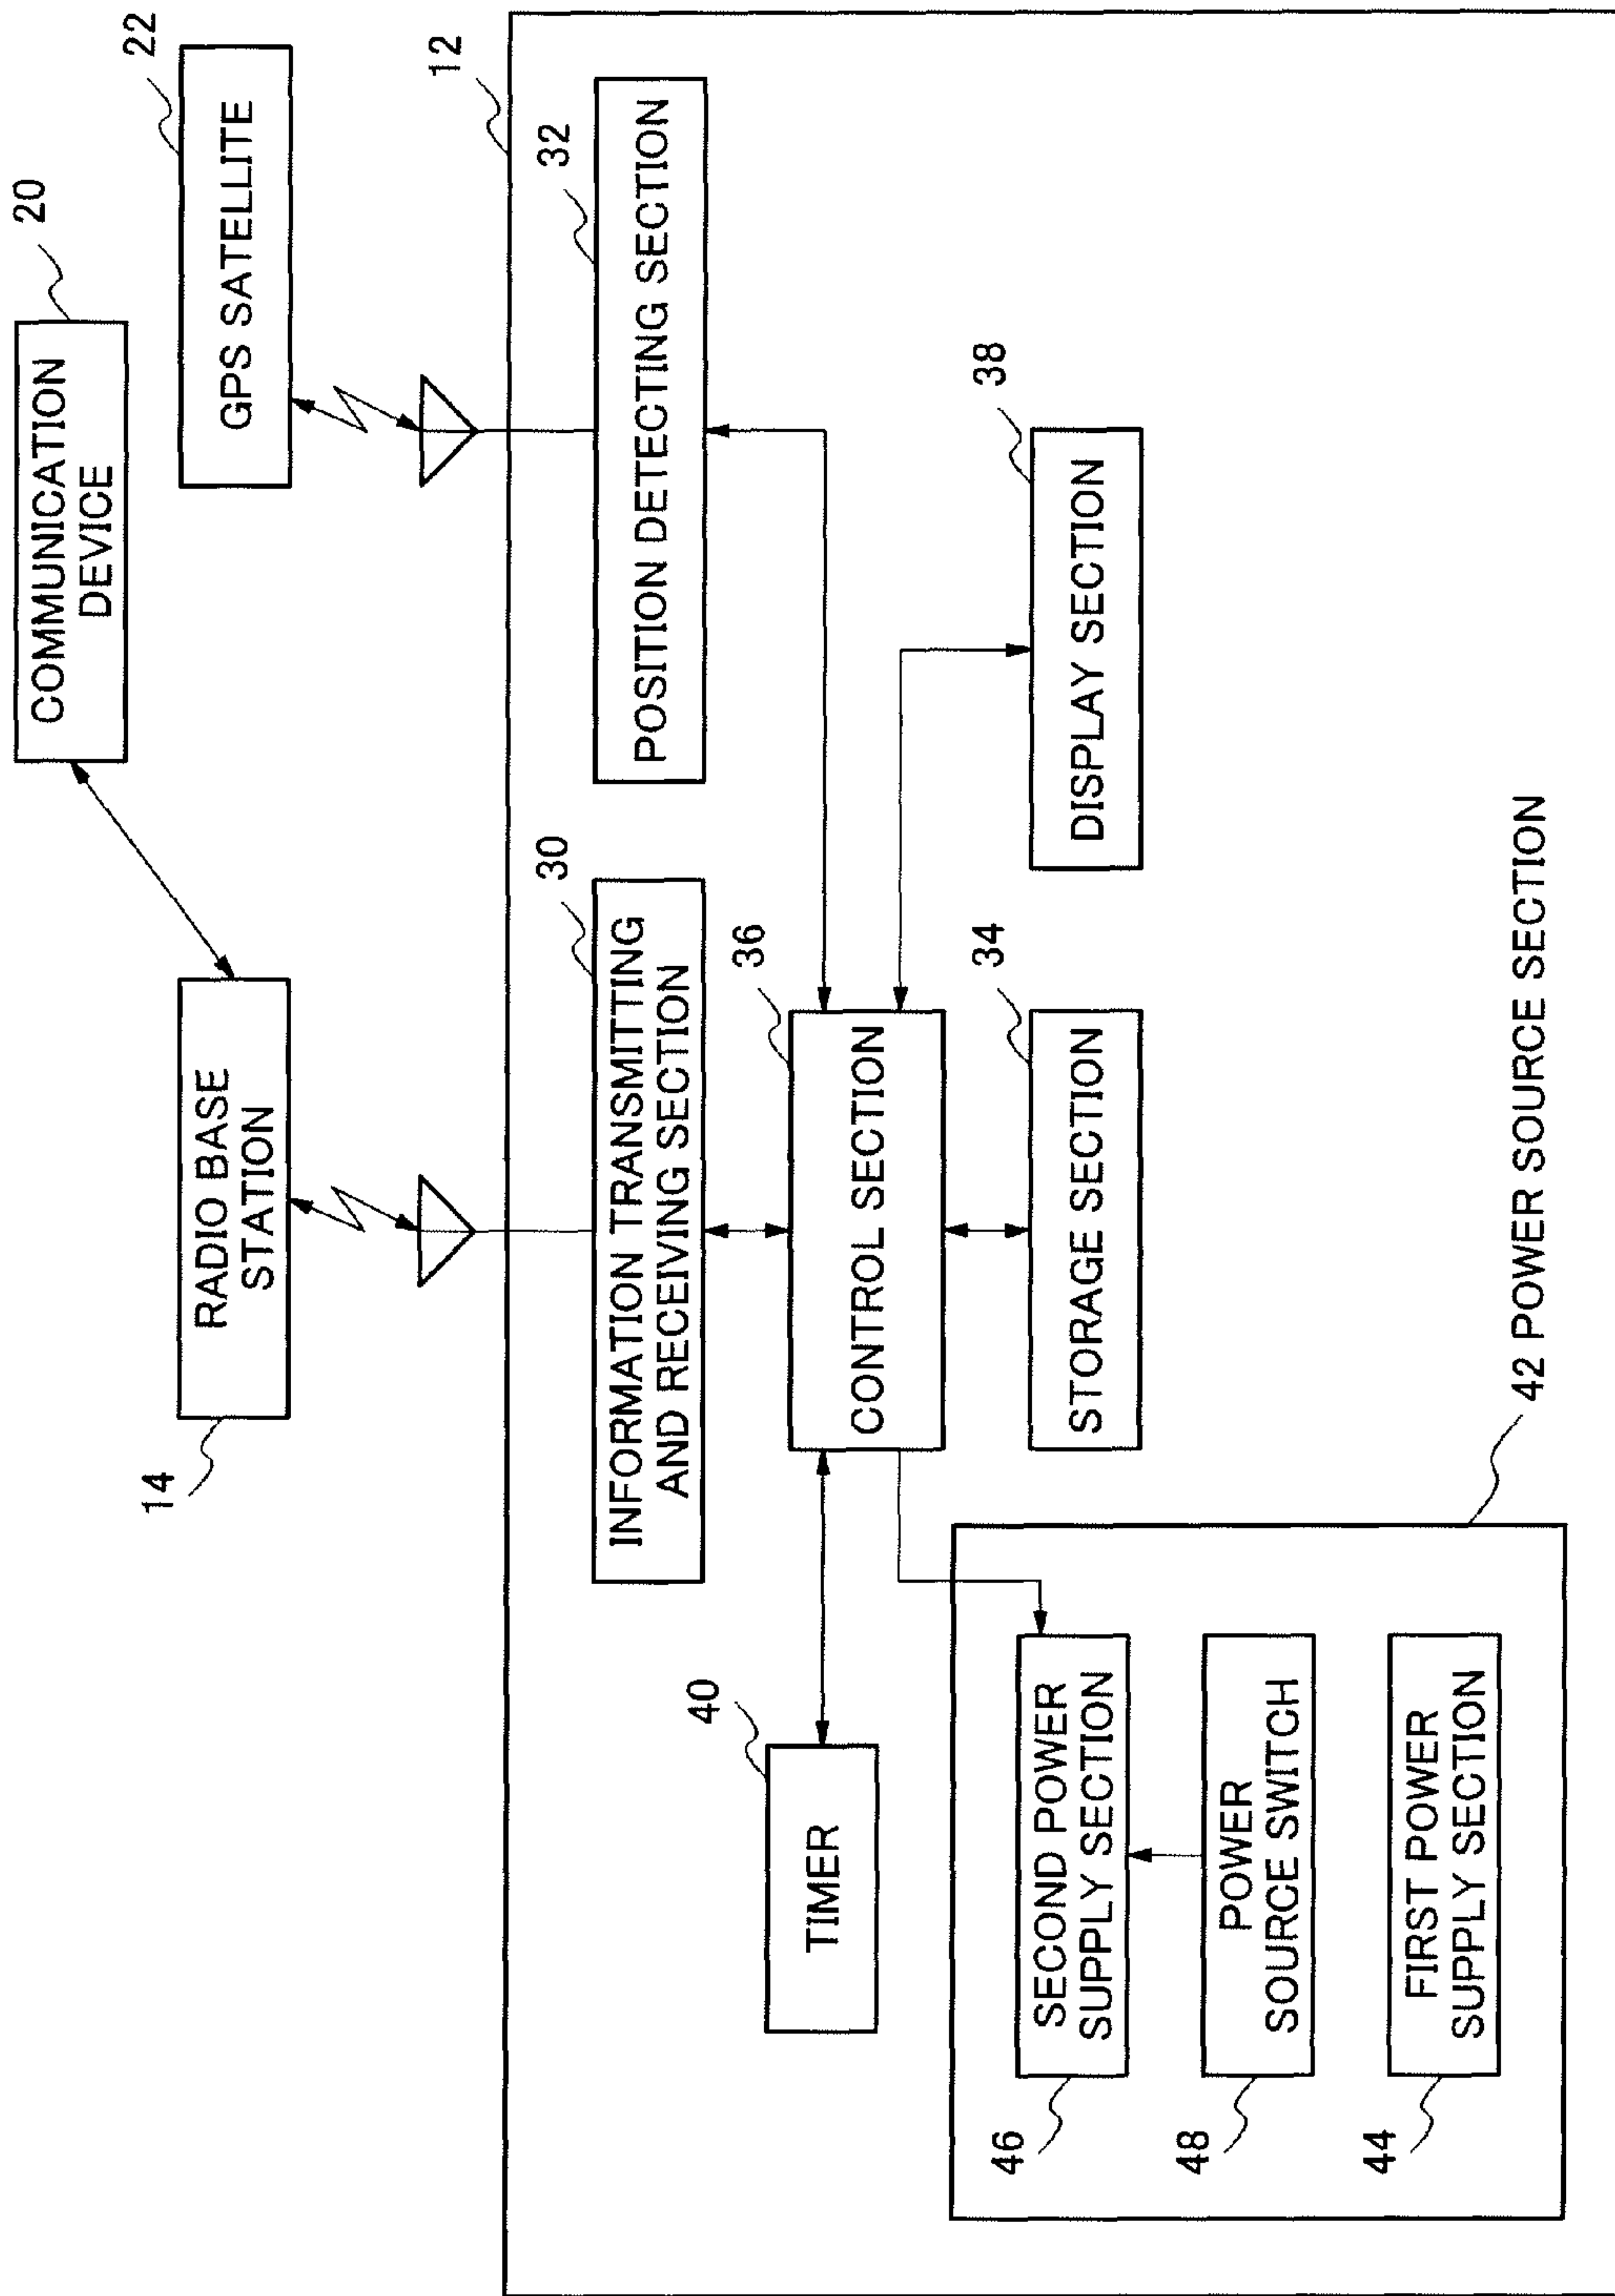 20
COMMUNICATION
DEVICE
14
RADIO BASE
STATION
22
GPS SATELLITE
12
30
INFORMATION TRANSMITTING
AND RECEIVING SECTION
32
POSITION DETECTING SECTION
40
TIMER
36
CONTROL SECTION
34
STORAGE SECTION
38
DISPLAY SECTION
46
SECOND POWER
SUPPLY SECTION
48
POWER
SOURCE SWITCH
44
FIRST POWER
SUPPLY SECTION
42 POWER SOURCE SECTION